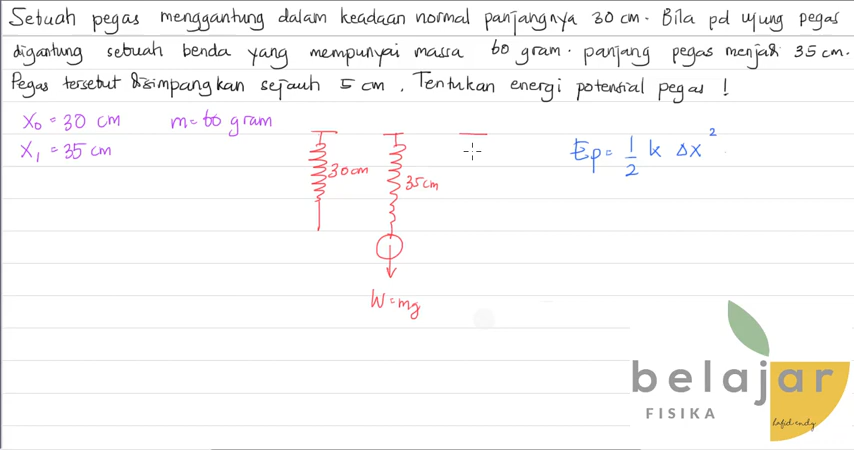 Sebuah pegas menggantung dalam keadaan normal panjangnya 30 cm. Bila pd ujung pegas
digantung sebuah benda yang mempunyai massa 60 gram. panjang pegas menjadi 35 cm.
Pegas tersebut disimpangkan sejauh 5 cm, Tentukan energi potensial pegas !
X₀ = 30 cm m = 60 gram
X₁ = 35 cm
Ep = 1/2 k Δx²
30 cm
35 cm
W = mg
belajar
FISIKA